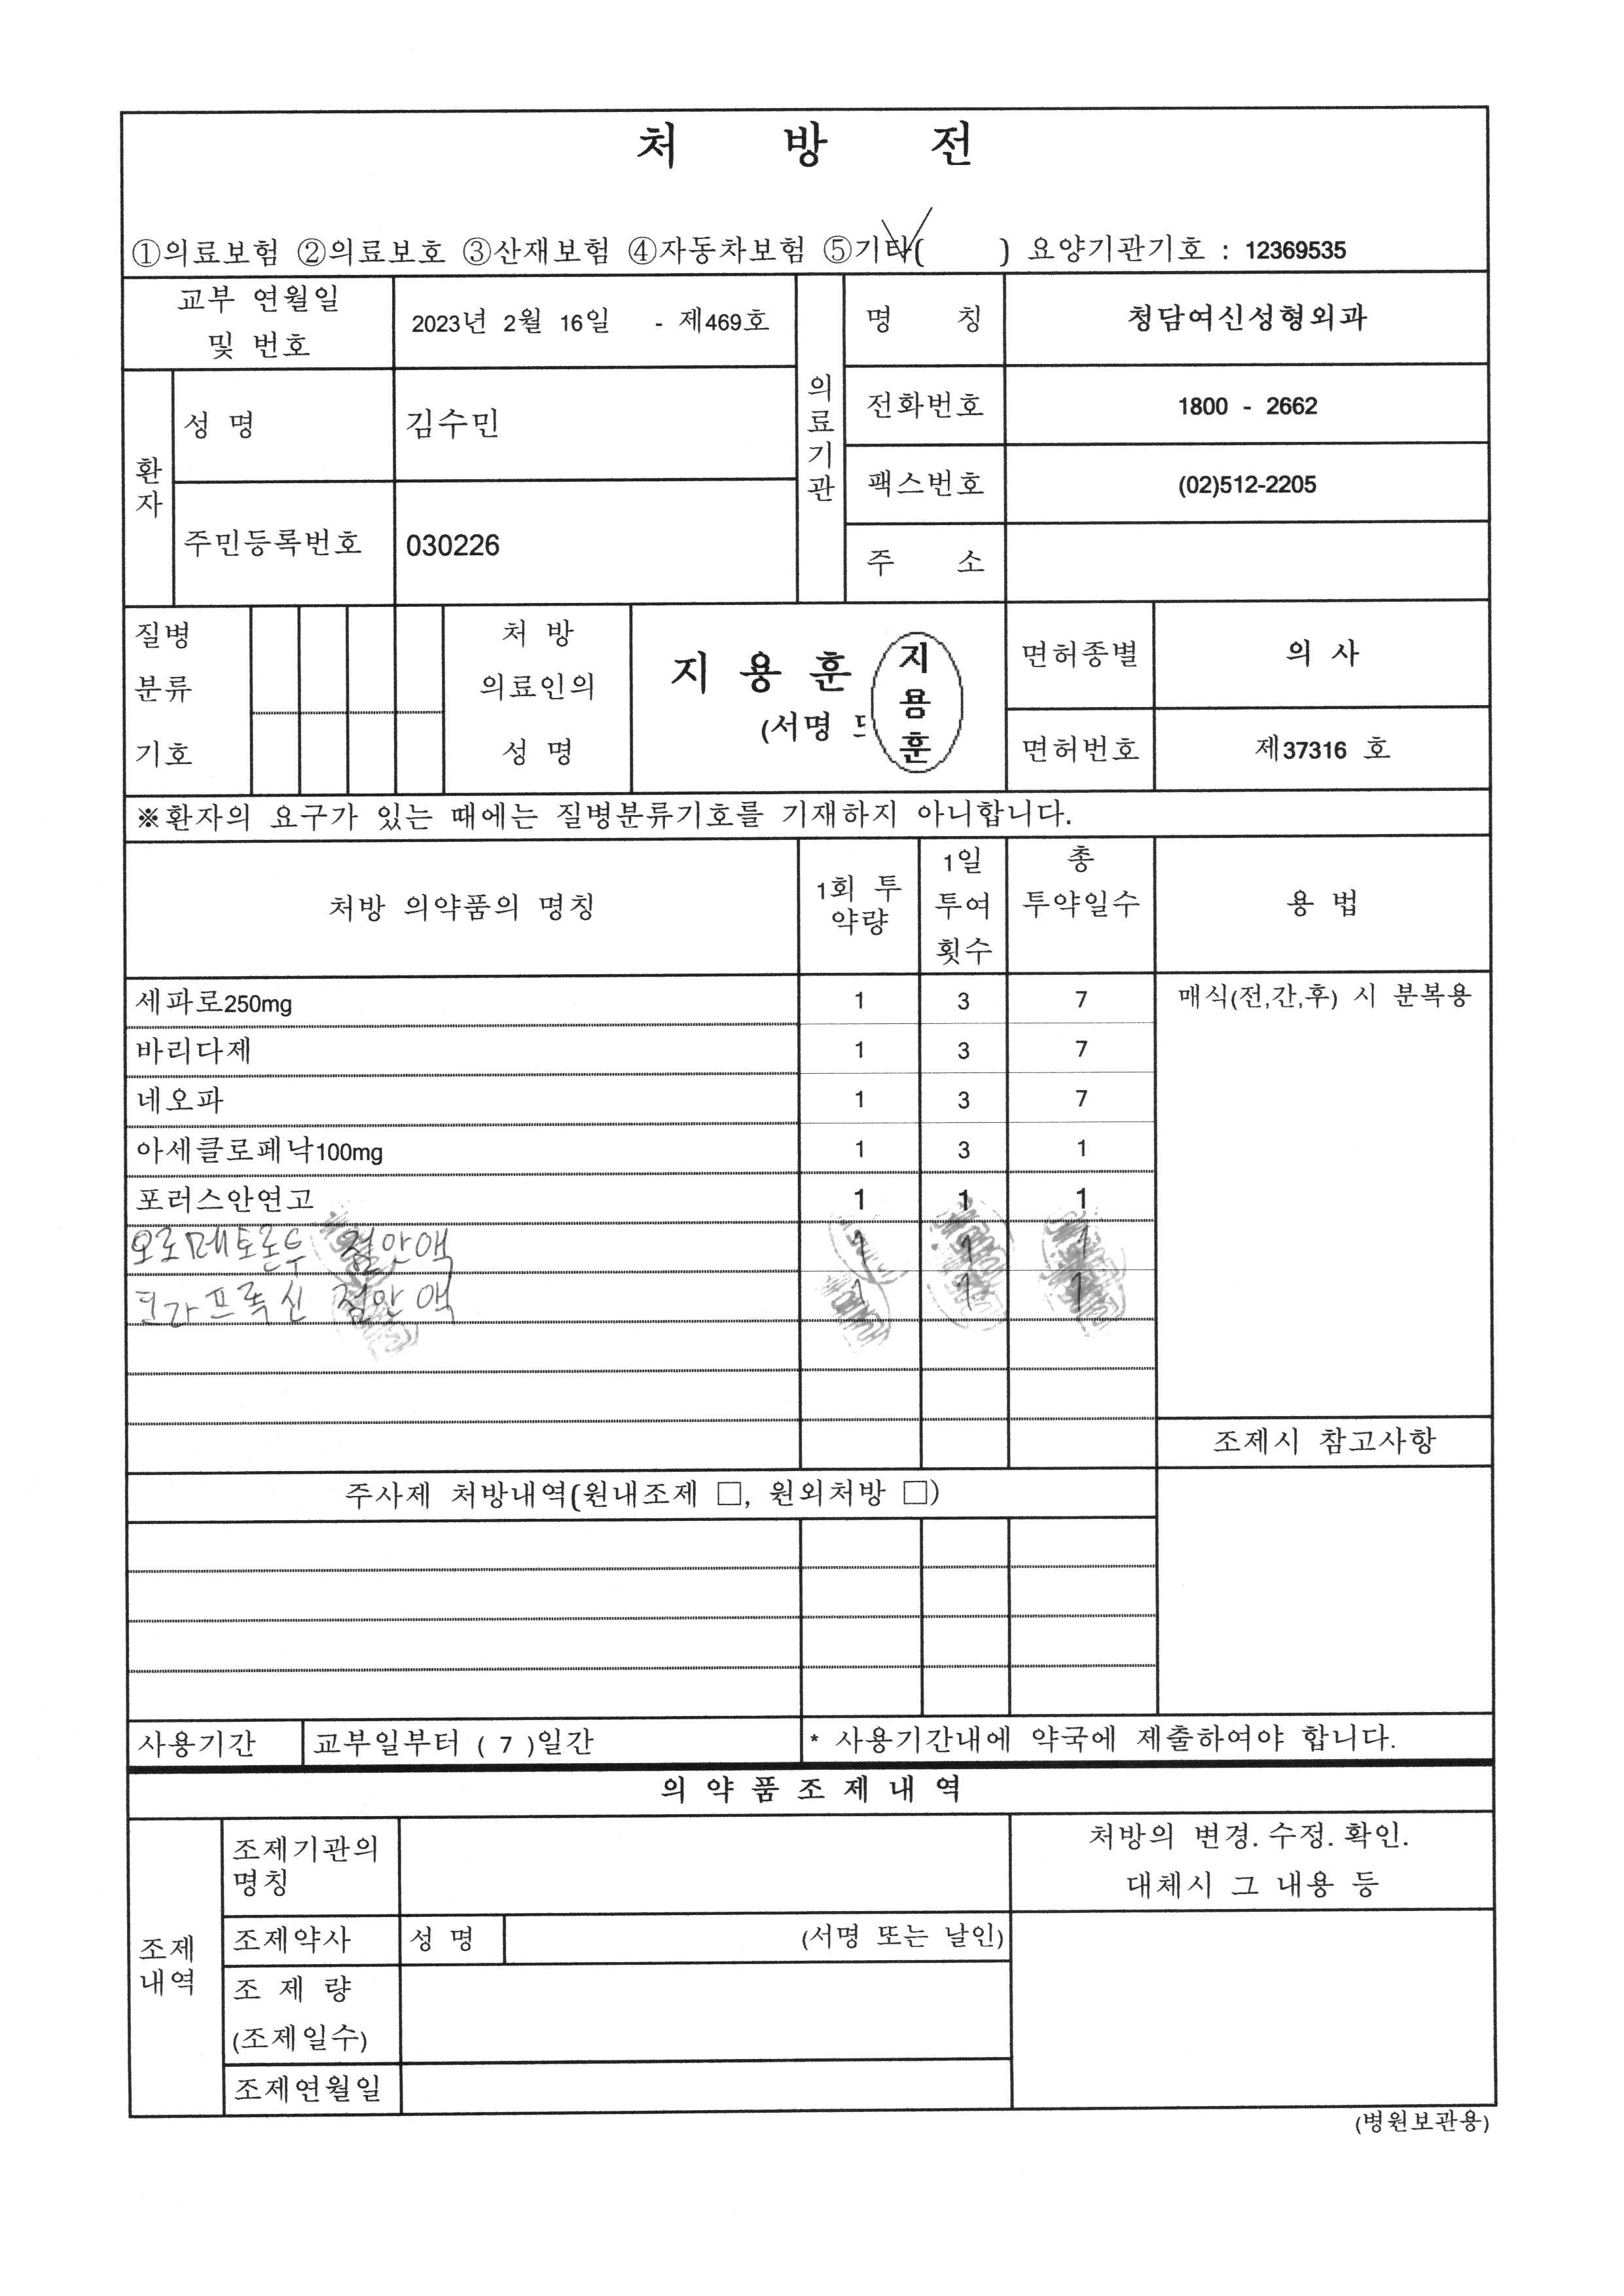 처 방 전
①의료보험 ②의료보호 ③산재보험 ④자동차보험 ⑤기타( ) 요양기관기호 : 12369535
교부 연월일 및 번호 2023년 2월 16일 - 제469호
의료기관
명 칭 청담여신성형외과
전화번호 1800 - 2662
팩스번호 (02)512-2205
주 소
환자
성 명 김수민
주민등록번호 030226
질병 분류 기호
처 방 의료인의 성 명
지 용 훈
(서명
지용훈
면허종별 의 사
면허번호 제37316 호
※환자의 요구가 있는 때에는 질병분류기호를 기재하지 아니합니다.
처방 의약품의 명칭 1회 투약량 1일 투여 횟수 총 투약일수 용 법
세파로250mg 1 3 7 매식(전,간,후) 시 분복용
바리다제 1 3 7
네오파 1 3 7
아세클로페낙100mg 1 3 1
포러스안연고 1 1 1
오로메토론두 점안액 1 1 1
점안액 1 1 1
조제시 참고사항
주사제 처방내역(원내조제 □, 원외처방 □)
사용기간 교부일부터 ( 7 )일간 * 사용기간내에 약국에 제출하여야 합니다.
의 약 품 조 제 내 역
조제 내역
조제기관의 명칭
처방의 변경. 수정. 확인.
대체시 그 내용 등
조제약사 성 명 (서명 또는 날인)
조 제 량
(조제일수)
조제연월일
(병원보관용)